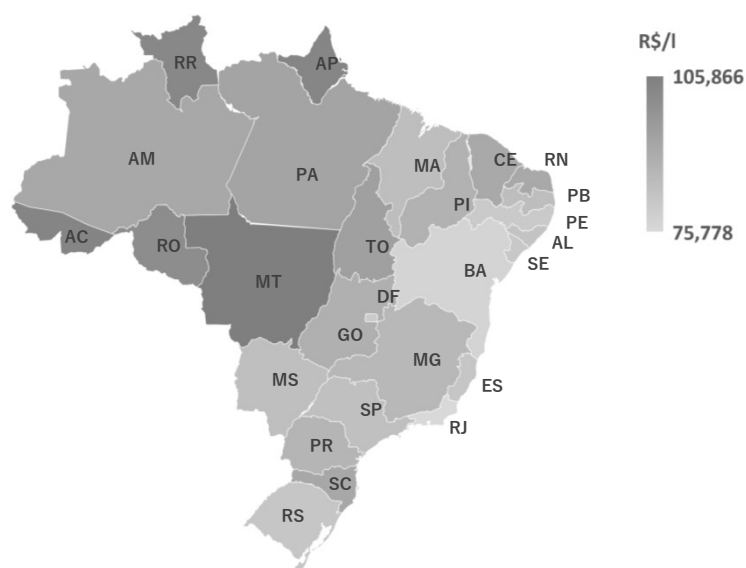 R$/l
105,866
75,778
RR
AP
AM
PA
MA
CE
RN
PB
PI
PE
AC
RO
TO
AL
SE
MT
BA
DF
GO
MG
MS
ES
SP
RJ
PR
SC
RS